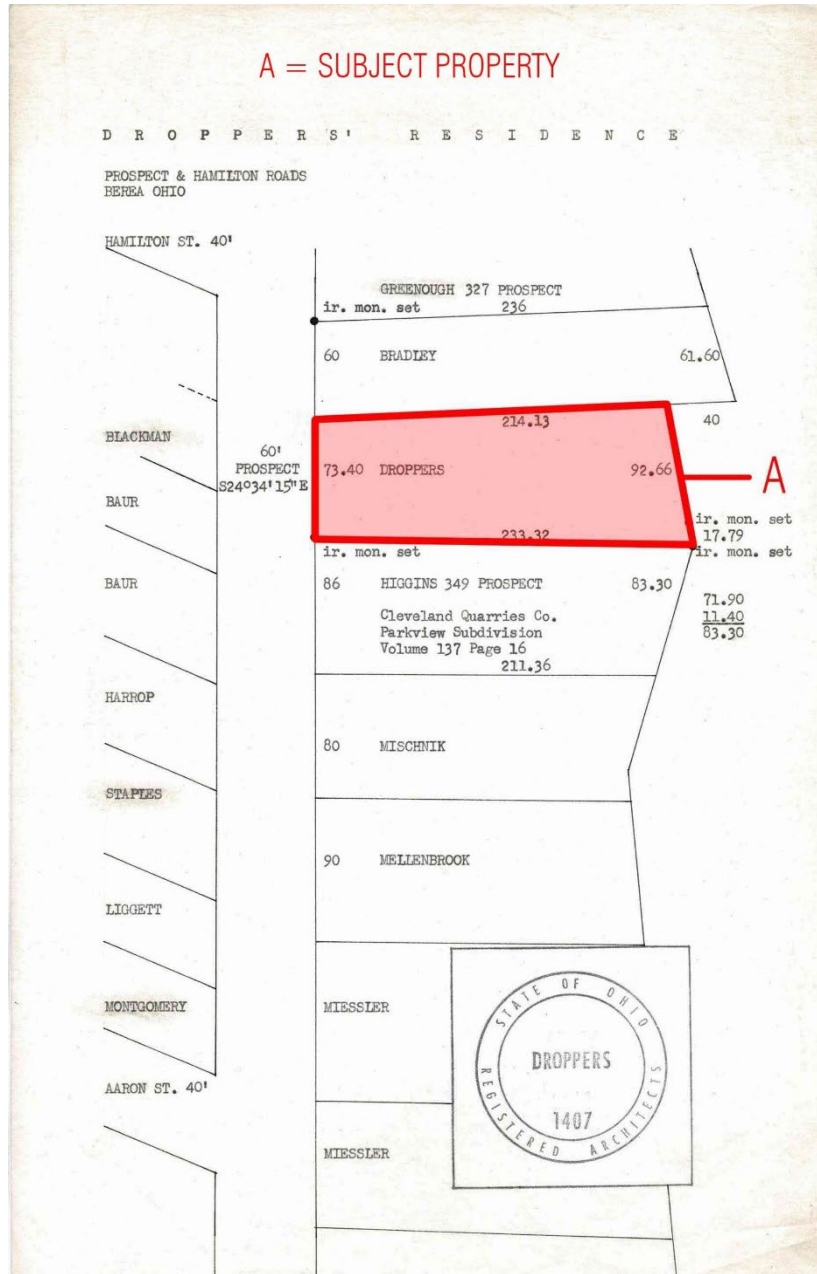 A = SUBJECT PROPERTY
D R O P P E R S' R E S I D E N C E
PROSPECT & HAMILTON ROADS
BEREA OHIO
HAMILTON ST. 40'
GREENOUGH 327 PROSPECT
ir. mon. set 236
60 BRADLEY 61.60
214.13 40
BLACKMAN
60'
PROSPECT
S24°34'15"E
73.40 DROPPERS 92.66
A
BAUR
ir. mon. set
233.32 17.79
ir. mon. set ir. mon. set
BAUR
86 HIGGINS 349 PROSPECT 83.30
71.90
11.40
83.30
Cleveland Quarries Co.
Parkview Subdivision
Volume 137 Page 16
211.36
HARROP
80 MISCHNIK
STAPLES
90 MELLENBROOK
LIGGETT
MONTGOMERY
MIESSLER
STATE OF OHIO
DROPPERS
1407
REGISTERED ARCHITECTS
AARON ST. 40'
MIESSLER